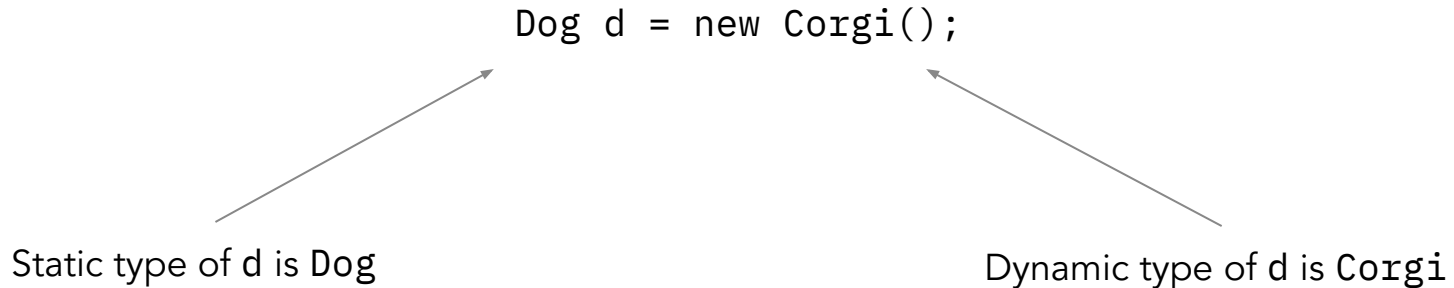 Dog d = new Corgi();
Static type of d is Dog
Dynamic type of d is Corgi